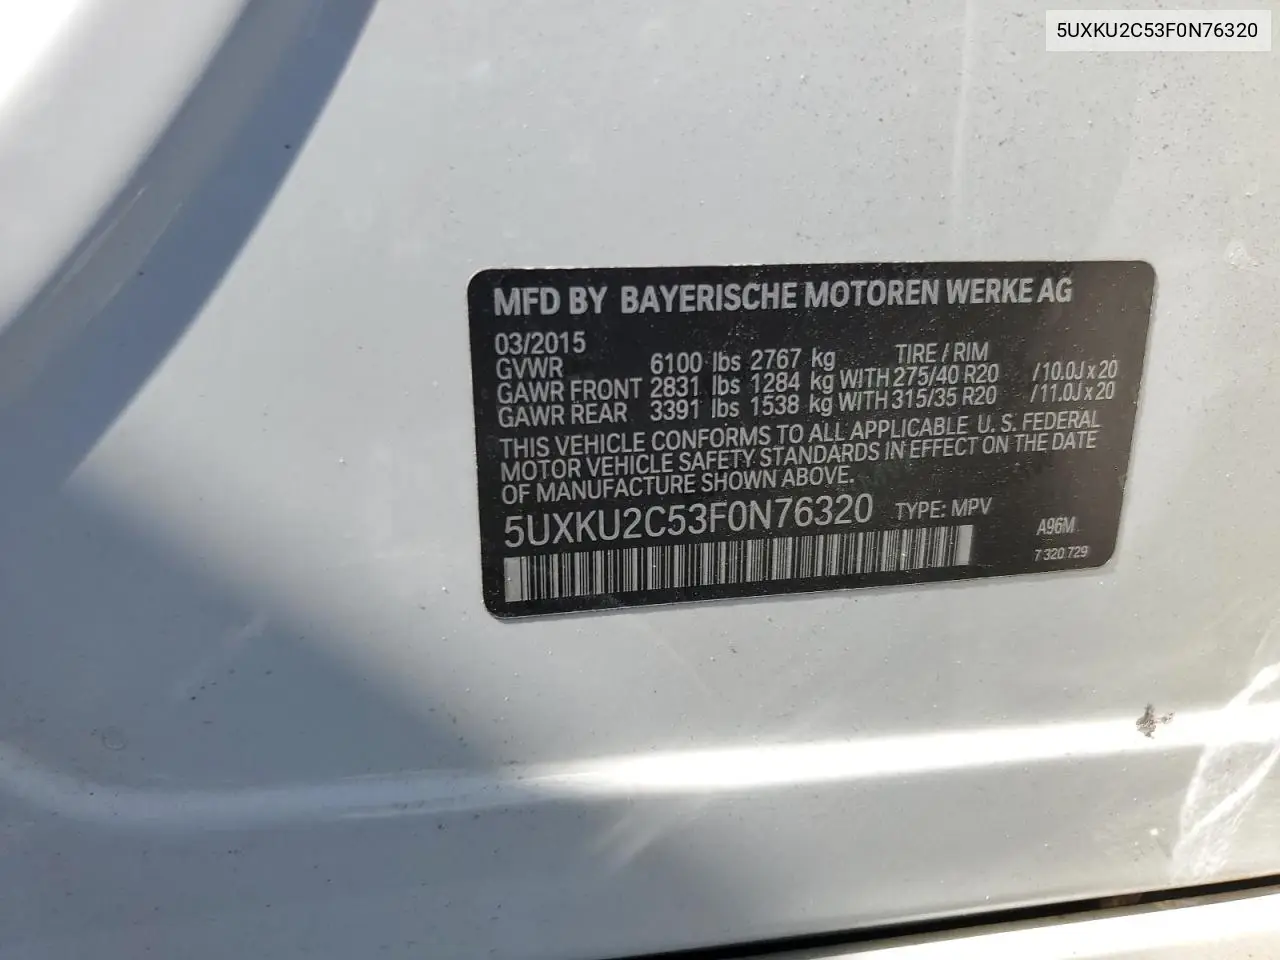 5UXKU2C53F0N76320
MFD BY BAYERISCHE MOTOREN WERKE AG
03/2015
GVWR 6100 lbs 2767 kg TIRE / RIM
GAWR FRONT 2831 lbs 1284 kg WITH 275/40 R20 /10.0J x 20
GAWR REAR 3391 lbs 1538 kg WITH 315/35 R20 /11.0J x 20
THIS VEHICLE CONFORMS TO ALL APPLICABLE U. S. FEDERAL
MOTOR VEHICLE SAFETY STANDARDS IN EFFECT ON THE DATE
OF MANUFACTURE SHOWN ABOVE.
5UXKU2C53F0N76320 TYPE: MPV
A96M
7 320 729